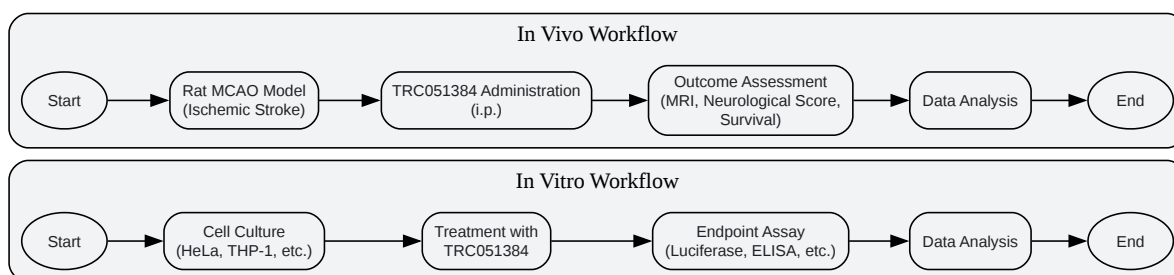 In Vivo Workflow
Start
Rat MCAO Model
(Ischemic Stroke)
TRC051384 Administration
(i.p.)
Outcome Assessment
(MRI, Neurological Score,
Survival)
Data Analysis
End
In Vitro Workflow
Start
Cell Culture
(HeLa, THP-1, etc.)
Treatment with
TRC051384
Endpoint Assay
(Luciferase, ELISA, etc.)
Data Analysis
End